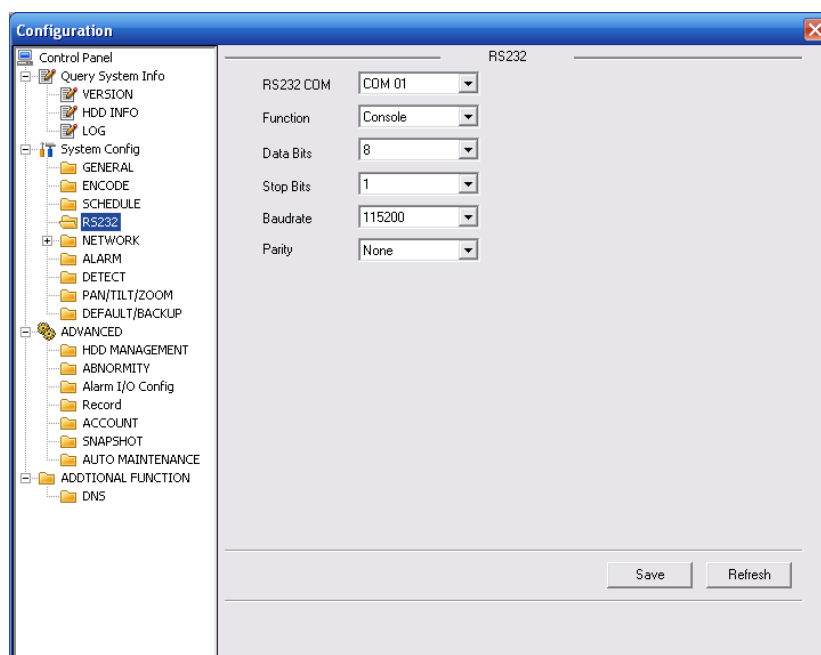 Configuration
Control Panel
Query System Info
VERSION
HDD INFO
LOG
System Config
GENERAL
ENCODE
SCHEDULE
RS232
NETWORK
ALARM
DETECT
PAN/TILT/ZOOM
DEFAULT/BACKUP
ADVANCED
HDD MANAGEMENT
ABNORMITY
Alarm I/O Config
Record
ACCOUNT
SNAPSHOT
AUTO MAINTENANCE
ADDTIONAL FUNCTION
DNS
RS232
RS232 COM COM 01
Function Console
Data Bits 8
Stop Bits 1
Baudrate 115200
Parity None
Save Refresh